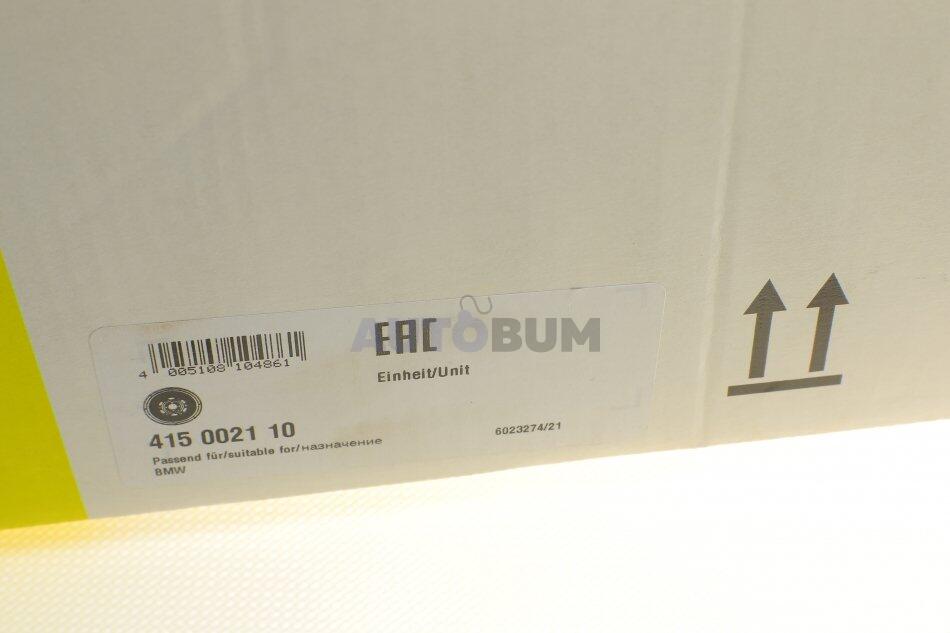 AUTOBUM
EAC
4 005108 104861
Einheit/Unit
415 0021 10
6023274/21
Passend für/suitable for/назначение
BMW